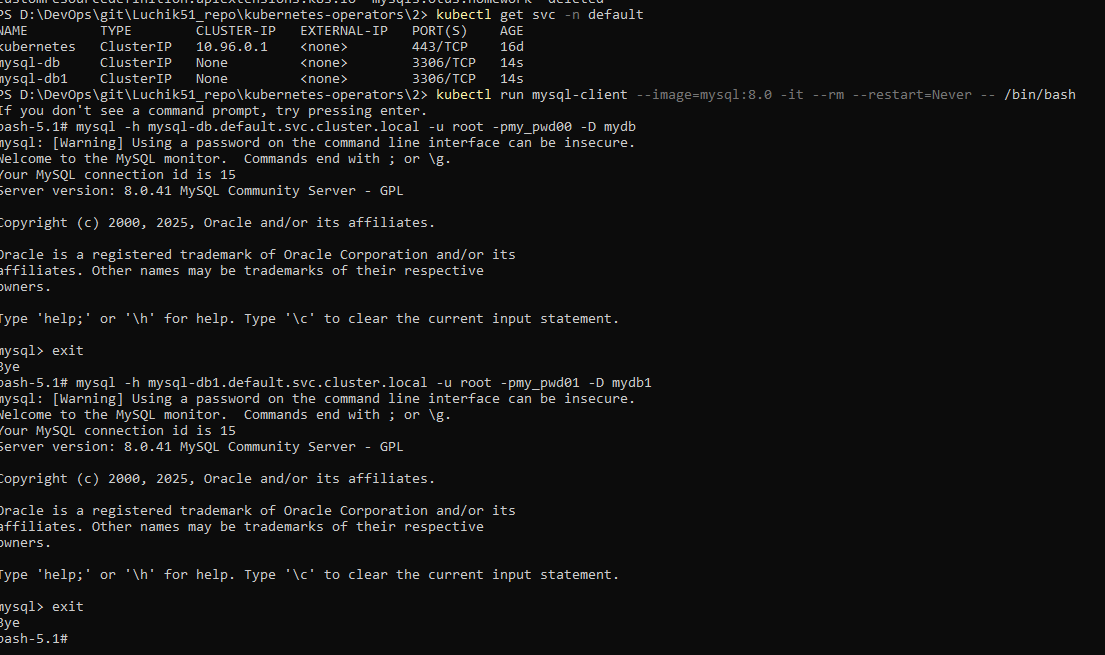 customresourcedefinition.apiextensions.k8s.io "mysqls.otus.homework" deleted
PS D:\DevOps\git\Luchik51_repo\kubernetes-operators\2> kubectl get svc -n default
NAME         TYPE        CLUSTER-IP   EXTERNAL-IP   PORT(S)    AGE
kubernetes   ClusterIP   10.96.0.1    <none>        443/TCP    16d
mysql-db     ClusterIP   None         <none>        3306/TCP   14s
mysql-db1    ClusterIP   None         <none>        3306/TCP   14s
PS D:\DevOps\git\Luchik51_repo\kubernetes-operators\2> kubectl run mysql-client --image=mysql:8.0 -it --rm --restart=Never -- /bin/bash
If you don't see a command prompt, try pressing enter.
bash-5.1# mysql -h mysql-db.default.svc.cluster.local -u root -pmy_pwd00 -D mydb
mysql: [Warning] Using a password on the command line interface can be insecure.
Welcome to the MySQL monitor.  Commands end with ; or \g.
Your MySQL connection id is 15
Server version: 8.0.41 MySQL Community Server - GPL
Copyright (c) 2000, 2025, Oracle and/or its affiliates.
Oracle is a registered trademark of Oracle Corporation and/or its
affiliates. Other names may be trademarks of their respective
owners.
Type 'help;' or '\h' for help. Type '\c' to clear the current input statement.
mysql> exit
Bye
bash-5.1# mysql -h mysql-db1.default.svc.cluster.local -u root -pmy_pwd01 -D mydb1
mysql: [Warning] Using a password on the command line interface can be insecure.
Welcome to the MySQL monitor.  Commands end with ; or \g.
Your MySQL connection id is 15
Server version: 8.0.41 MySQL Community Server - GPL
Copyright (c) 2000, 2025, Oracle and/or its affiliates.
Oracle is a registered trademark of Oracle Corporation and/or its
affiliates. Other names may be trademarks of their respective
owners.
Type 'help;' or '\h' for help. Type '\c' to clear the current input statement.
mysql> exit
Bye
bash-5.1#